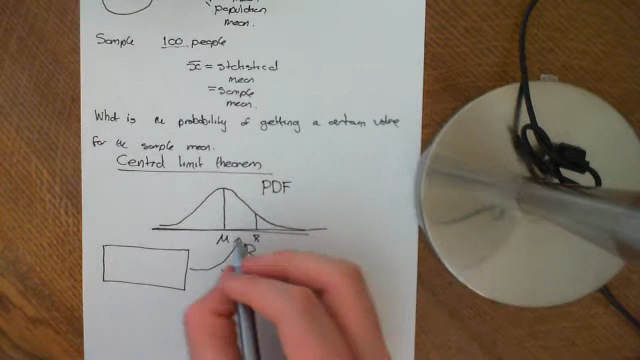 population
mean.
Sample 100 people
x̄ = statistical
mean
= sample
mean.
What is the probability of getting a certain value
for the sample mean.
Central limit theorem
PDF
μ x̄